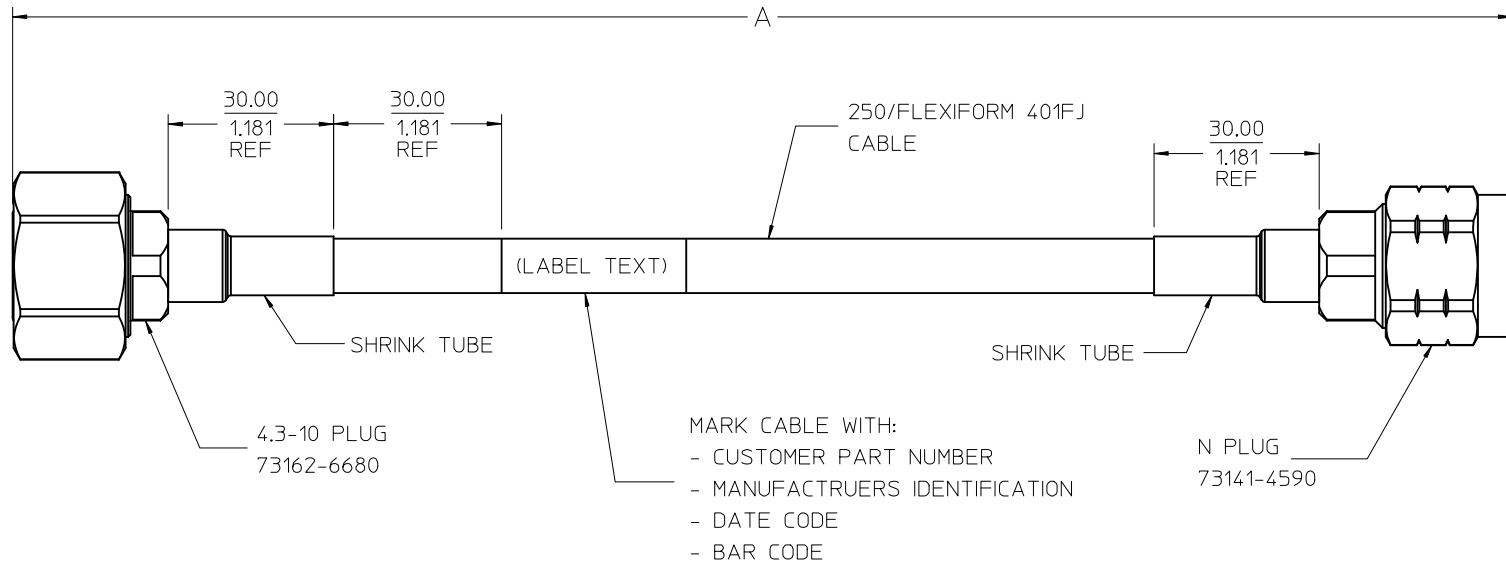 A
30.00
1.181
REF
30.00
1.181
REF
250/FLEXIFORM 401FJ
CABLE
30.00
1.181
REF
(LABEL TEXT)
SHRINK TUBE
SHRINK TUBE
4.3-10 PLUG
73162-6680
MARK CABLE WITH:
- CUSTOMER PART NUMBER
- MANUFACTRUERS IDENTIFICATION
- DATE CODE
- BAR CODE
N PLUG
73141-4590